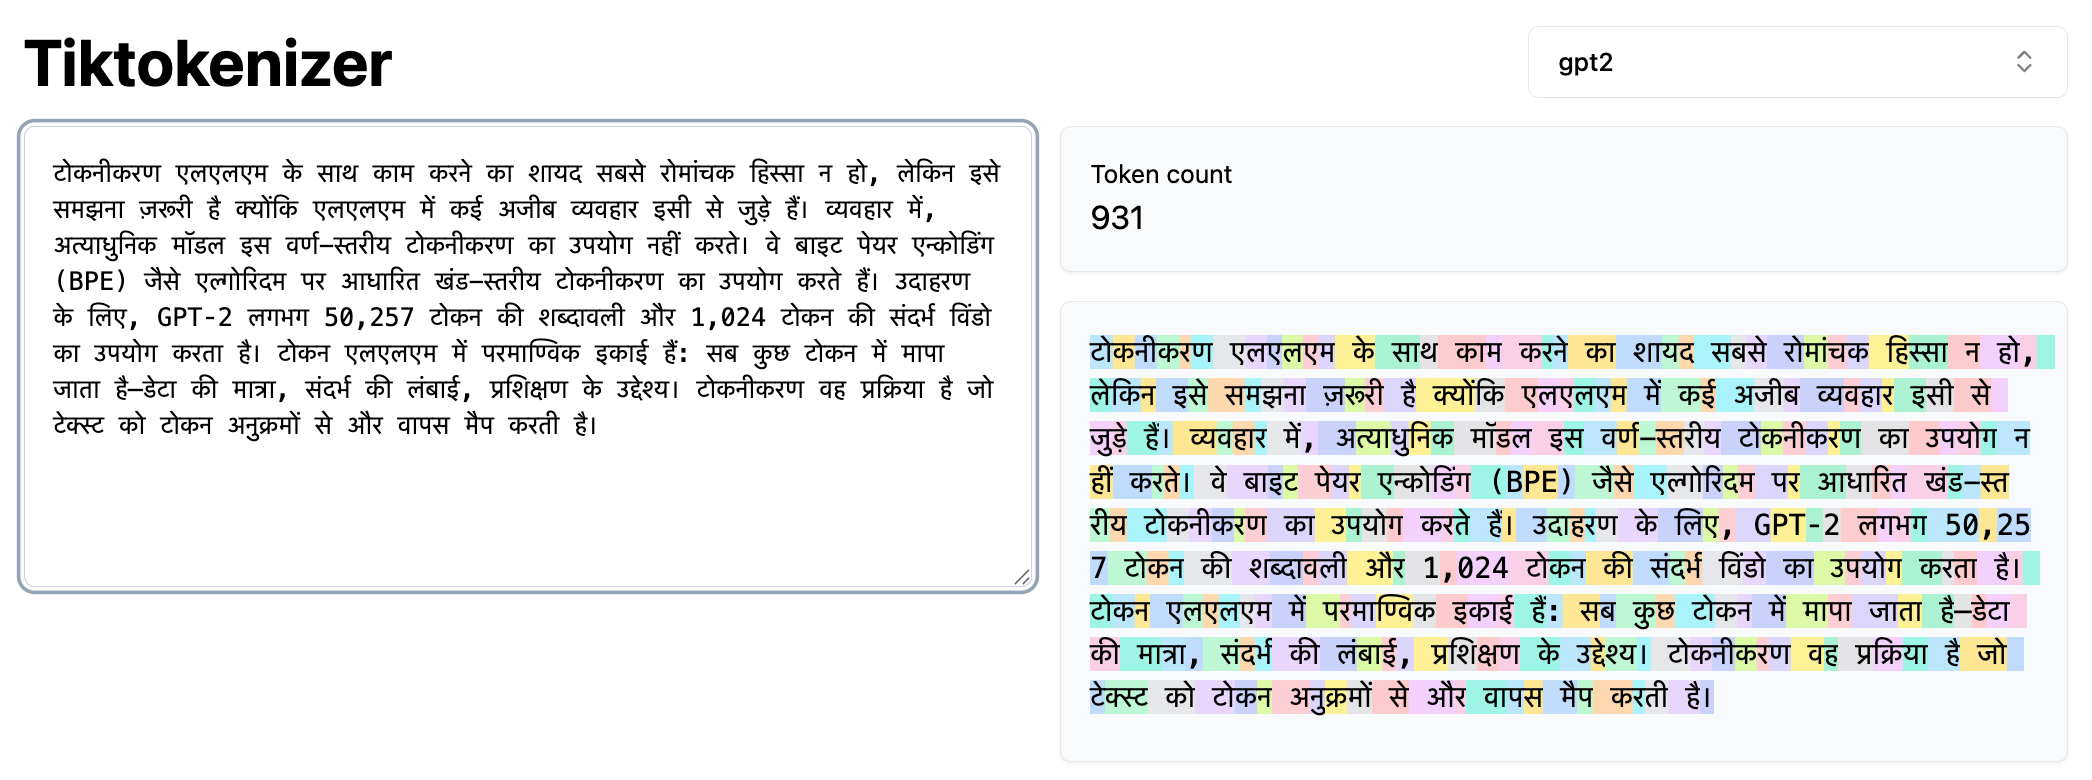 Tiktokenizer
gpt2
टोकनीकरण एलएलएम के साथ काम करने का शायद सबसे रोमांचक हिस्सा न हो, लेकिन इसे
समझना ज़रूरी है क्योंकि एलएलएम में कई अजीब व्यवहार इसी से जुड़े हैं। व्यवहार में,
अत्याधुनिक मॉडल इस वर्ण-स्तरीय टोकनीकरण का उपयोग नहीं करते। वे बाइट पेयर एन्कोडिंग
(BPE) जैसे एल्गोरिदम पर आधारित खंड-स्तरीय टोकनीकरण का उपयोग करते हैं। उदाहरण
के लिए, GPT-2 लगभग 50,257 टोकन की शब्दावली और 1,024 टोकन की संदर्भ विंडो
का उपयोग करता है। टोकन एलएलएम में परमाण्विक इकाई हैं: सब कुछ टोकन में मापा
जाता है—डेटा की मात्रा, संदर्भ की लंबाई, प्रशिक्षण के उद्देश्य। टोकनीकरण वह प्रक्रिया है जो
टेक्स्ट को टोकन अनुक्रमों से और वापस मैप करती है।
Token count
931
टोकनीकरण एलएलएम के साथ काम करने का शायद सबसे रोमांचक हिस्सा न हो,
लेकिन इसे समझना ज़रूरी है क्योंकि एलएलएम में कई अजीब व्यवहार इसी से
जुड़े हैं। व्यवहार में, अत्याधुनिक मॉडल इस वर्ण-स्तरीय टोकनीकरण का उपयोग न
हीं करते। वे बाइट पेयर एन्कोडिंग (BPE) जैसे एल्गोरिदम पर आधारित खंड-स्त
रीय टोकनीकरण का उपयोग करते हैं। उदाहरण के लिए, GPT-2 लगभग 50,25
7 टोकन की शब्दावली और 1,024 टोकन की संदर्भ विंडो का उपयोग करता है।
टोकन एलएलएम में परमाण्विक इकाई हैं: सब कुछ टोकन में मापा जाता है—डेटा
की मात्रा, संदर्भ की लंबाई, प्रशिक्षण के उद्देश्य। टोकनीकरण वह प्रक्रिया है जो
टेक्स्ट को टोकन अनुक्रमों से और वापस मैप करती है।